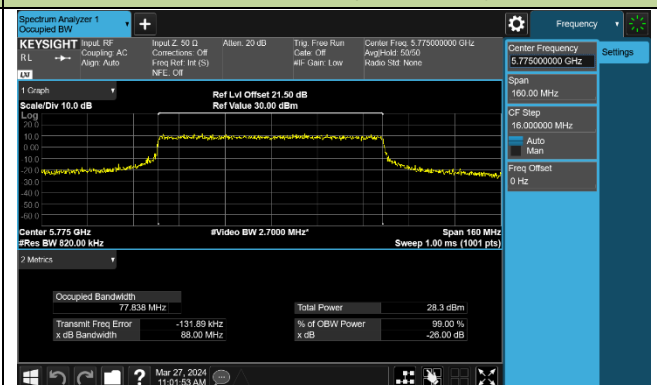 Spectrum Analyzer 1
Occupied BW
+
Frequency
KEYSIGHT
RL
LXI
Input: RF
Coupling: AC
Align: Auto
Input Z: 50 Ω
Corrections: Off
Freq Ref: Int (S)
NFE: Off
Atten: 20 dB
Trig: Free Run
Gate: Off
#IF Gain: Low
Center Freq: 5.775000000 GHz
Avg|Hold: 50/50
Radio Std: None
Center Frequency
5.775000000 GHz
Settings
Span
160.00 MHz
CF Step
16.000000 MHz
Auto
Man
Freq Offset
0 Hz
1 Graph
Scale/Div 10.0 dB
Ref Lvl Offset 21.50 dB
Ref Value 30.00 dBm
Log
20.0
10.0
0.00
-10.0
-20.0
-30.0
-40.0
-50.0
-60.0
Center 5.775 GHz
#Video BW 2.7000 MHz*
Span 160 MHz
#Res BW 820.00 kHz
Sweep 1.00 ms (1001 pts)
2 Metrics
Occupied Bandwidth
77.838 MHz
Total Power 28.3 dBm
Transmit Freq Error -131.89 kHz
% of OBW Power 99.00 %
x dB Bandwidth 88.00 MHz
x dB -26.00 dB
?
Mar 27, 2024
11:01:53 AM